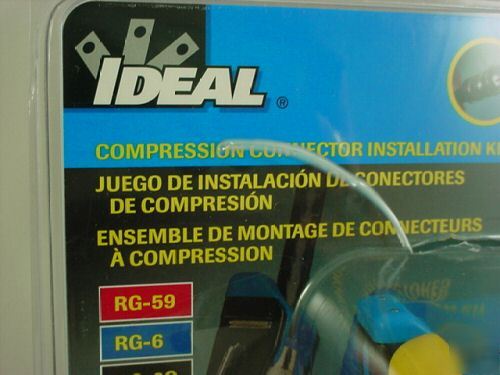 IDEAL ®
COMPRESSION CONNECTOR INSTALLATION
JUEGO DE INSTALACIÓN DE CONECTORES
DE COMPRESIÓN
ENSEMBLE DE MONTAGE DE CONNECTEURS
À COMPRESSION
RG-59
RG-6